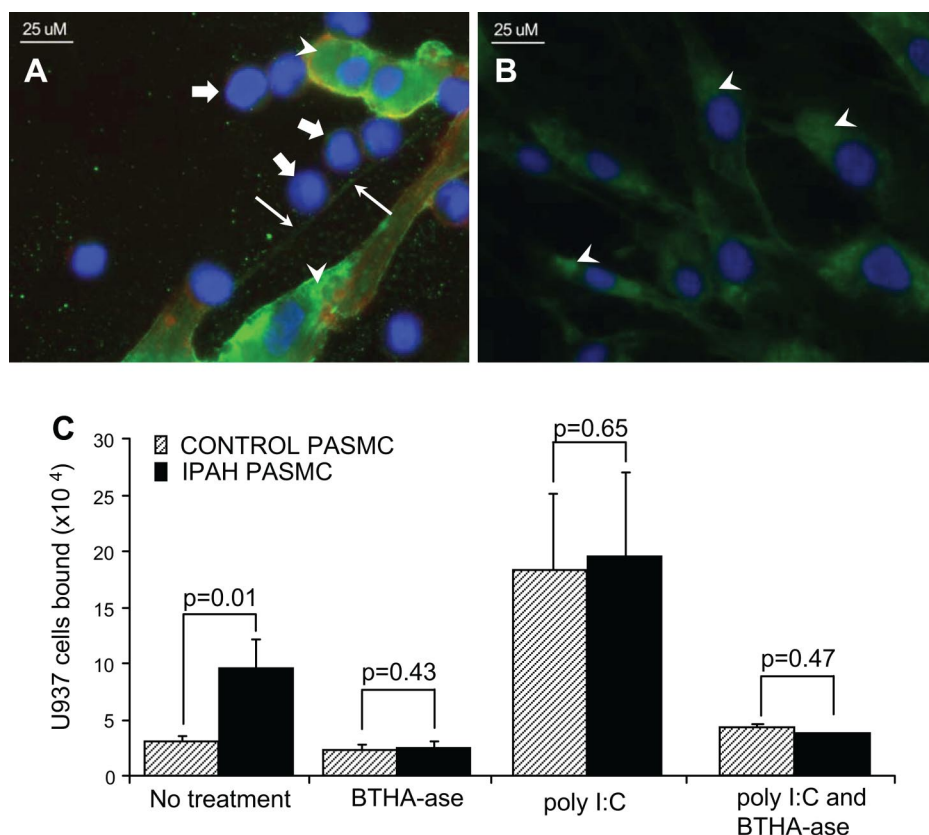 25 uM
A
25 uM
B
C
CONTROL PASMC
IPAH PASMC
U937 cells bound (x10 4)
30
25
20
15
10
5
0
p=0.01
p=0.43
p=0.65
p=0.47
No treatment
BTHA-ase
poly I:C
poly I:C and
BTHA-ase